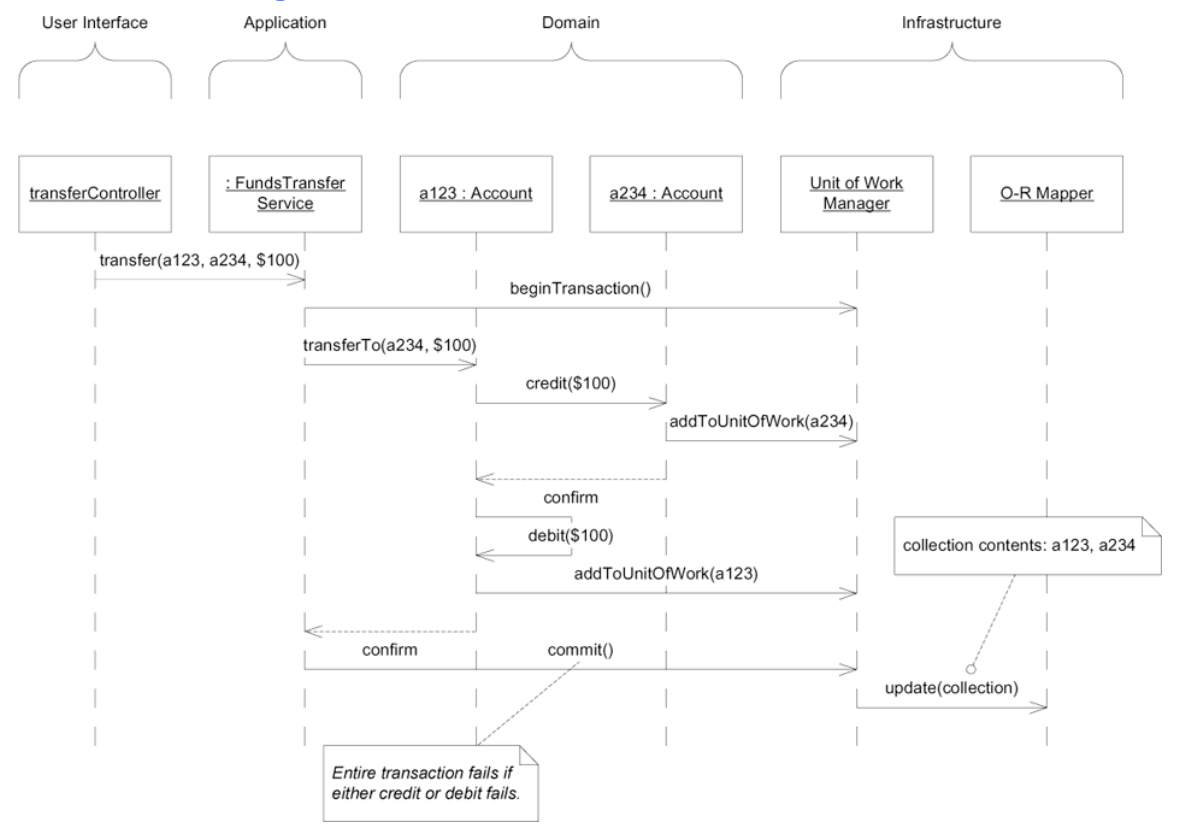 User Interface
Application
Domain
Infrastructure
transferController
: FundsTransfer
Service
a123 : Account
a234 : Account
Unit of Work
Manager
O-R Mapper
transfer(a123, a234, $100)
beginTransaction()
transferTo(a234, $100)
credit($100)
addToUnitOfWork(a234)
confirm
debit($100)
collection contents: a123, a234
addToUnitOfWork(a123)
confirm
commit()
update(collection)
Entire transaction fails if
either credit or debit fails.